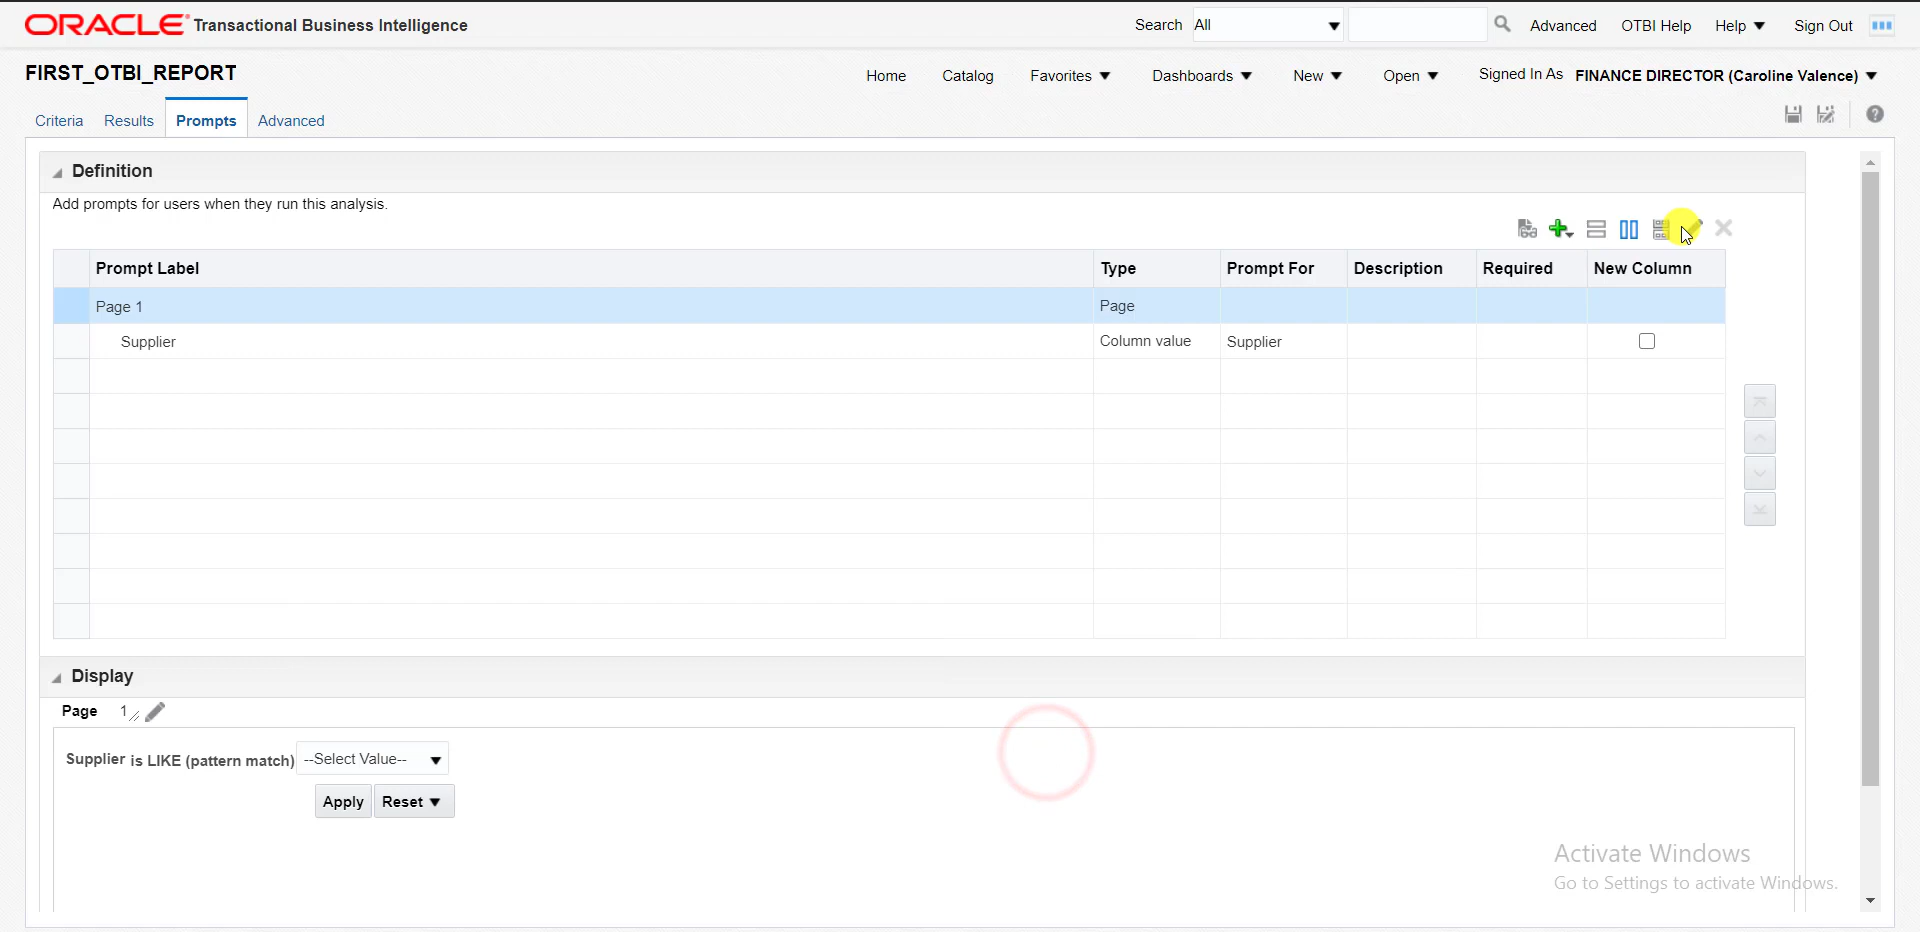 ORACLE Transactional Business Intelligence Search All Advanced OTBI Help Help Sign Out
FIRST_OTBI_REPORT Home Catalog Favorites Dashboards New Open Signed In As FINANCE DIRECTOR (Caroline Valence)
Criteria Results Prompts Advanced
Definition
Add prompts for users when they run this analysis.
Prompt Label Type Prompt For Description Required New Column
Page 1 Page
Supplier Column value Supplier
Display
Page 1
Supplier is LIKE (pattern match) --Select Value--
Apply Reset
Activate Windows
Go to Settings to activate Windows.